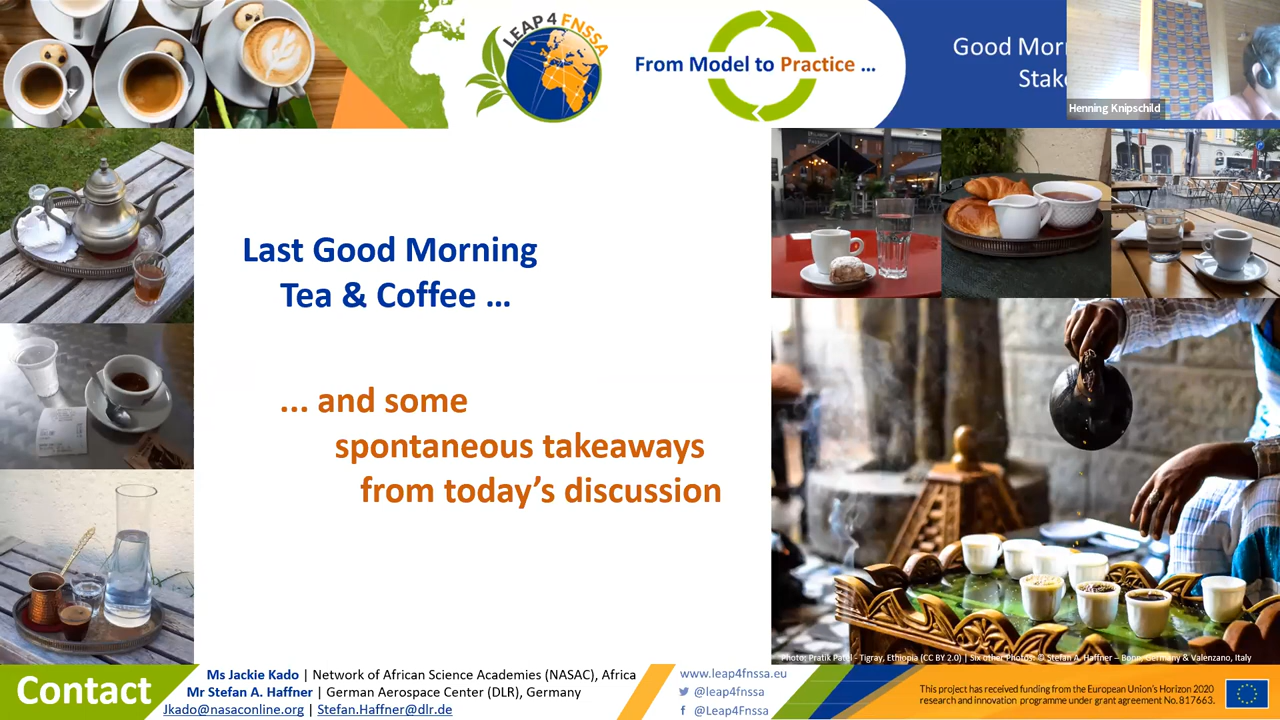 LEAP 4 FNSSA
From Model to Practice ...
Good Mor
Stak
Henning Knipschild
Last Good Morning
Tea & Coffee ...
... and some
spontaneous takeaways
from today's discussion
Photo: Pratik Patel - Tigray, Ethiopia (CC BY 2.0) | Six other Photos: © Stefan A. Haffner – Bonn, Germany & Valenzano, Italy
Contact
Ms Jackie Kado | Network of African Science Academies (NASAC), Africa
Mr Stefan A. Haffner | German Aerospace Center (DLR), Germany
Jkado@nasaconline.org | Stefan.Haffner@dlr.de
www.leap4fnssa.eu
@leap4fnssa
@Leap4Fnssa
This project has received funding from the European Union's Horizon 2020
research and innovation programme under grant agreement No. 817663.